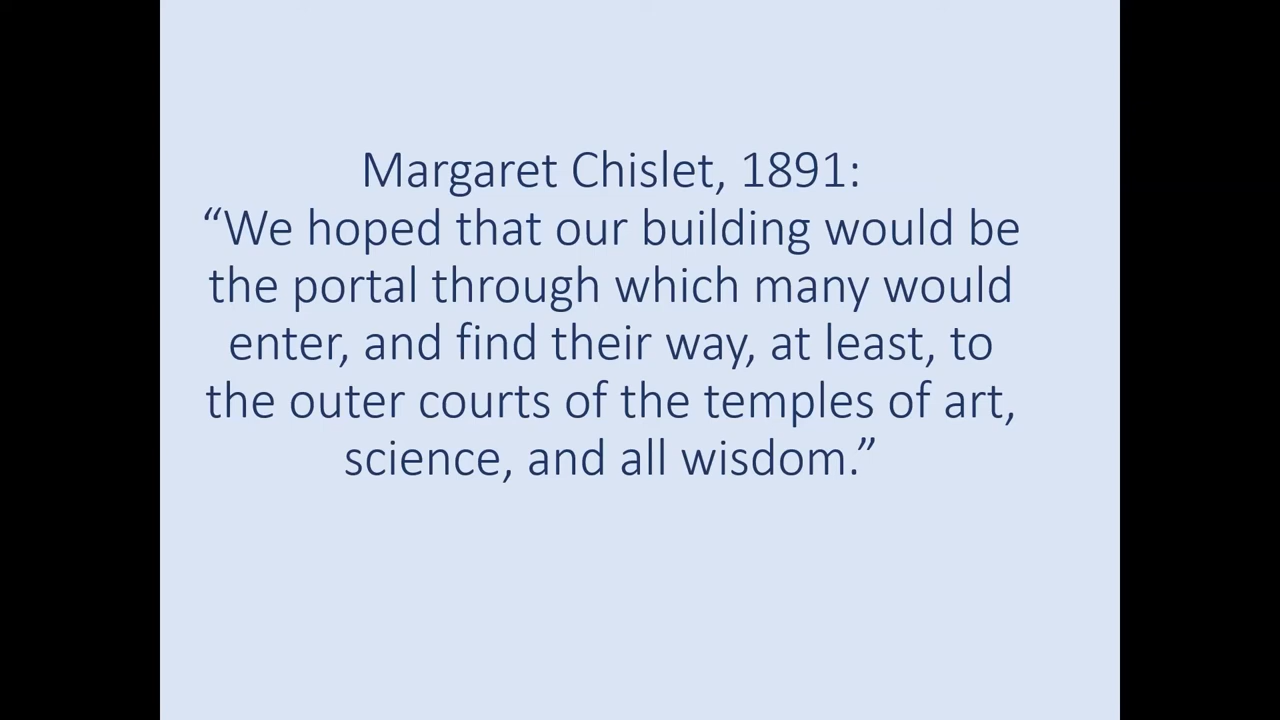 Margaret Chislet, 1891:
“We hoped that our building would be
the portal through which many would
enter, and find their way, at least, to
the outer courts of the temples of art,
science, and all wisdom.”